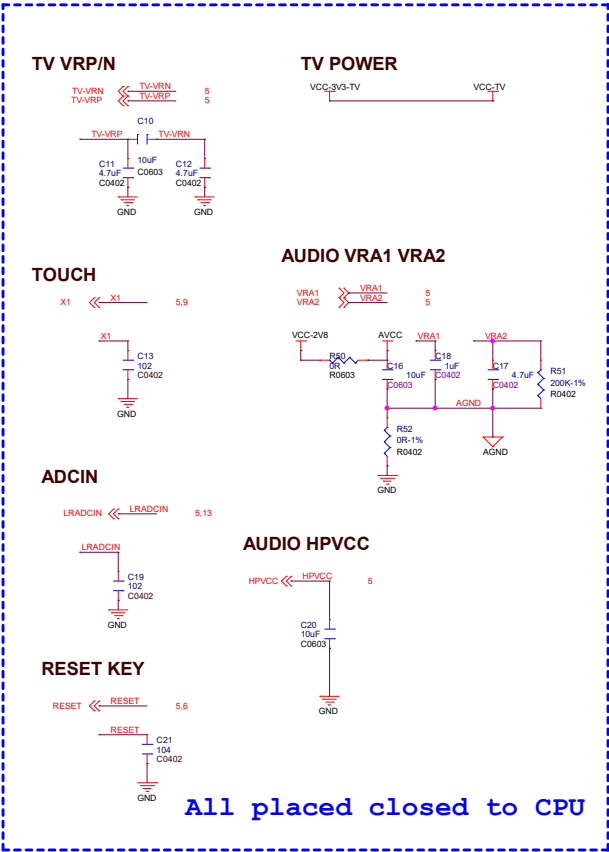 TV VRP/N
TV-VRN TV-VRN 5
TV-VRP TV-VRP 5
C10
TV-VRP TV-VRN
10uF
C0603
C11
4.7uF
C0402
C12
4.7uF
C0402
GND GND
TV POWER
VCC-3V3-TV VCC-TV
TOUCH
X1 X1 5,9
X1
C13
102
C0402
GND
AUDIO VRA1 VRA2
VRA1 VRA1 5
VRA2 VRA2 5
VCC-2V8 AVCC VRA1 VRA2
R50
0R
R0603
C16
10uF
C0603
C18
1uF
C0402
C17
4.7uF
C0402
R51
200K-1%
R0402
AGND
R52
0R-1%
R0402
AGND
GND
ADCIN
LRADCIN LRADCIN 5,13
LRADCIN
C19
102
C0402
GND
AUDIO HPVCC
HPVCC HPVCC 5
C20
10uF
C0603
GND
RESET KEY
RESET RESET 5,6
RESET
C21
104
C0402
GND
All placed closed to CPU